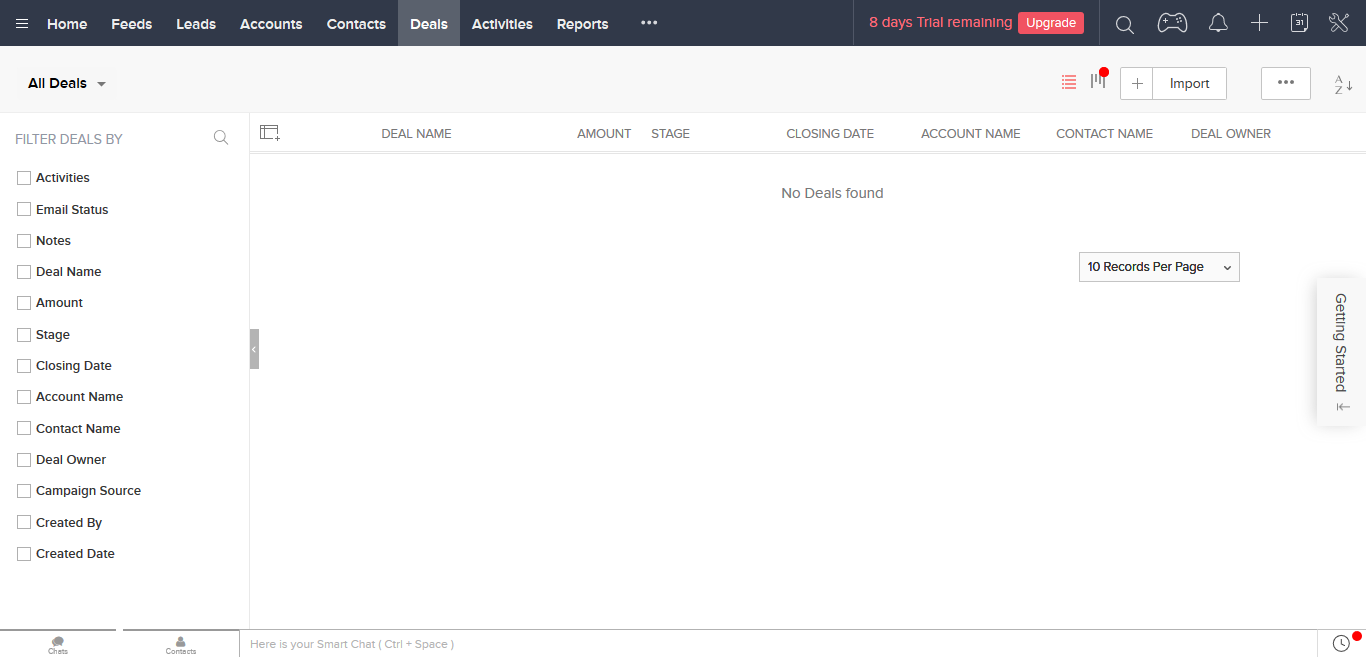 Home Feeds Leads Accounts Contacts Deals Activities Reports ••• 8 days Trial remaining Upgrade 31
All Deals + Import ••• A Z
FILTER DEALS BY
DEAL NAME AMOUNT STAGE CLOSING DATE ACCOUNT NAME CONTACT NAME DEAL OWNER
Activities
Email Status
Notes
Deal Name
Amount
Stage
Closing Date
Account Name
Contact Name
Deal Owner
Campaign Source
Created By
Created Date
No Deals found
10 Records Per Page
Getting Started
Chats Contacts Here is your Smart Chat ( Ctrl + Space )